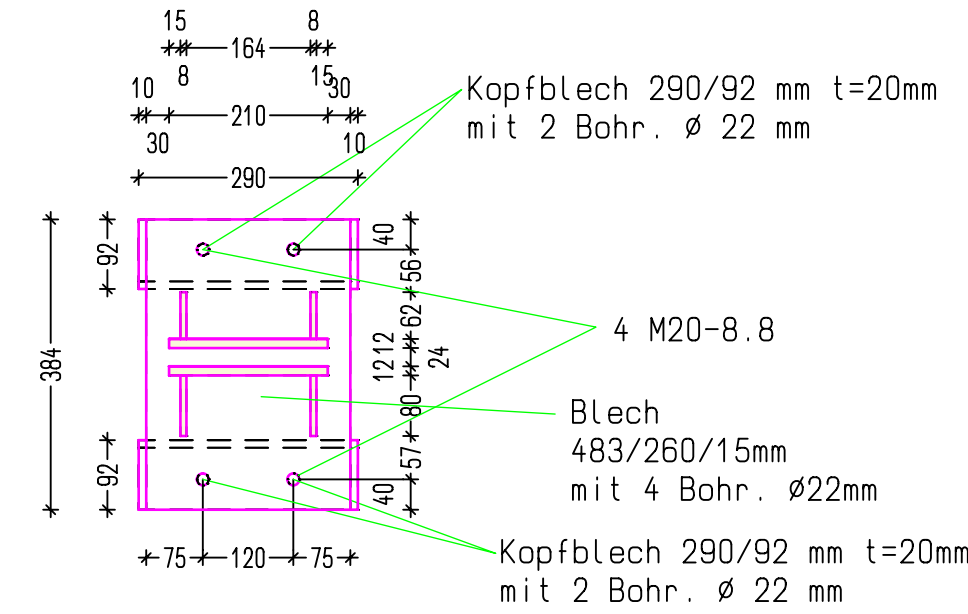 15 8
164
8 15
10 30
210
30 10
290
Kopfblech 290/92 mm t=20mm
mit 2 Bohr. Ø 22 mm
40
92
56
62
4 M20-8.8
384
12 12
24
80
Blech
483/260/15mm
mit 4 Bohr. Ø22mm
92
57
40
75 120 75
Kopfblech 290/92 mm t=20mm
mit 2 Bohr. Ø 22 mm